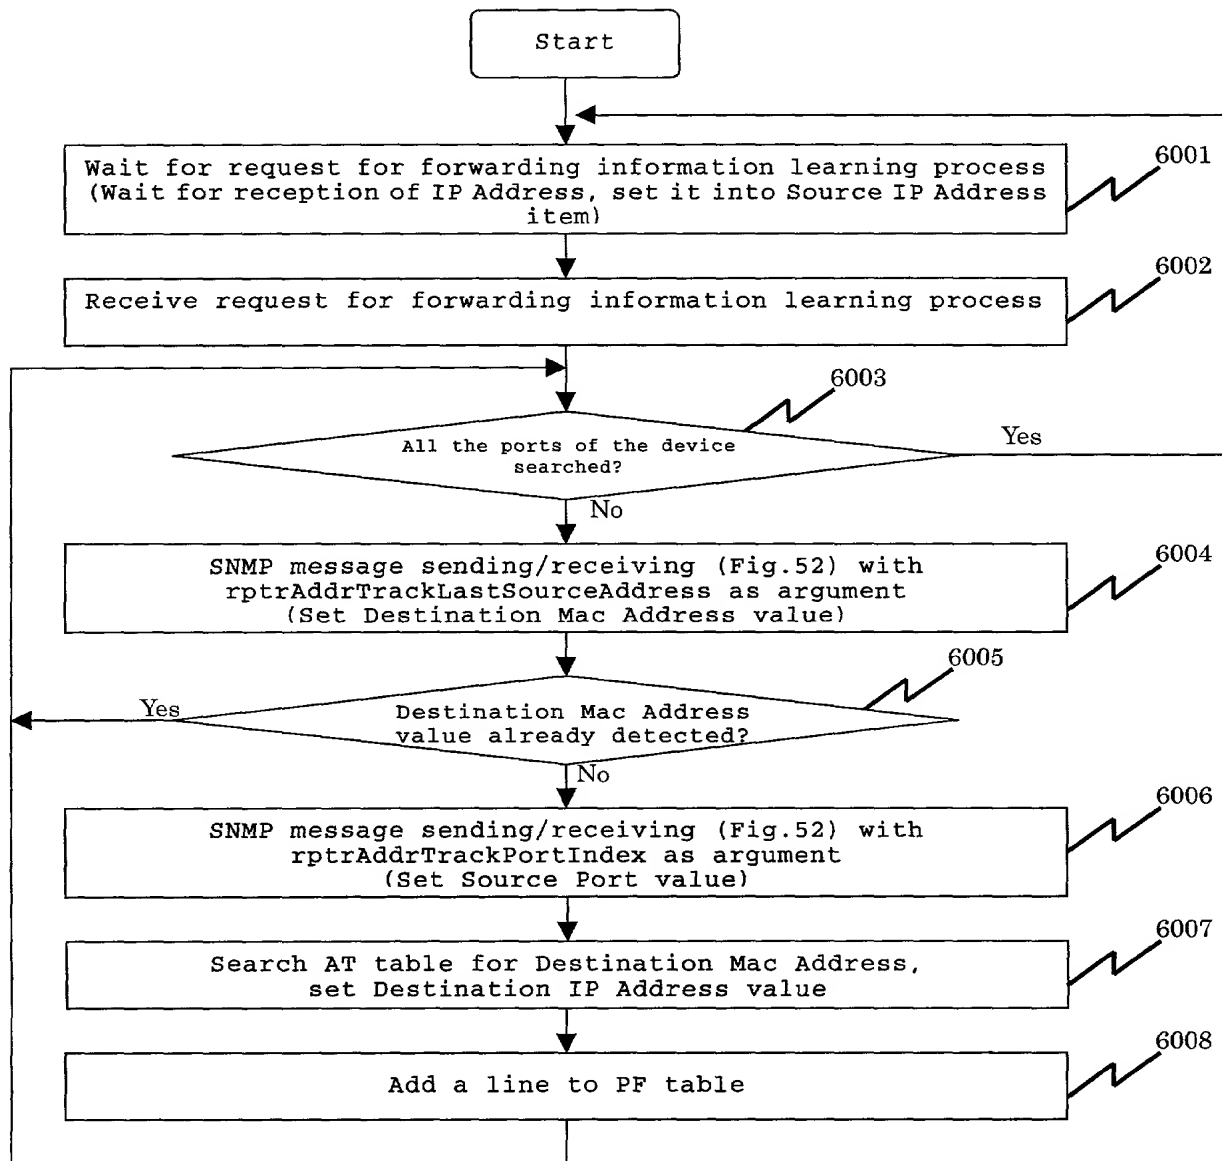 Start
Wait for request for forwarding information learning process
(Wait for reception of IP Address, set it into Source IP Address
item)
6001
Receive request for forwarding information learning process
6002
6003
All the ports of the device
searched?
Yes
No
SNMP message sending/receiving (Fig.52) with
rptrAddrTrackLastSourceAddress as argument
(Set Destination Mac Address value)
6004
6005
Yes
Destination Mac Address
value already detected?
No
SNMP message sending/receiving (Fig.52) with
rptrAddrTrackPortIndex as argument
(Set Source Port value)
6006
Search AT table for Destination Mac Address,
set Destination IP Address value
6007
Add a line to PF table
6008